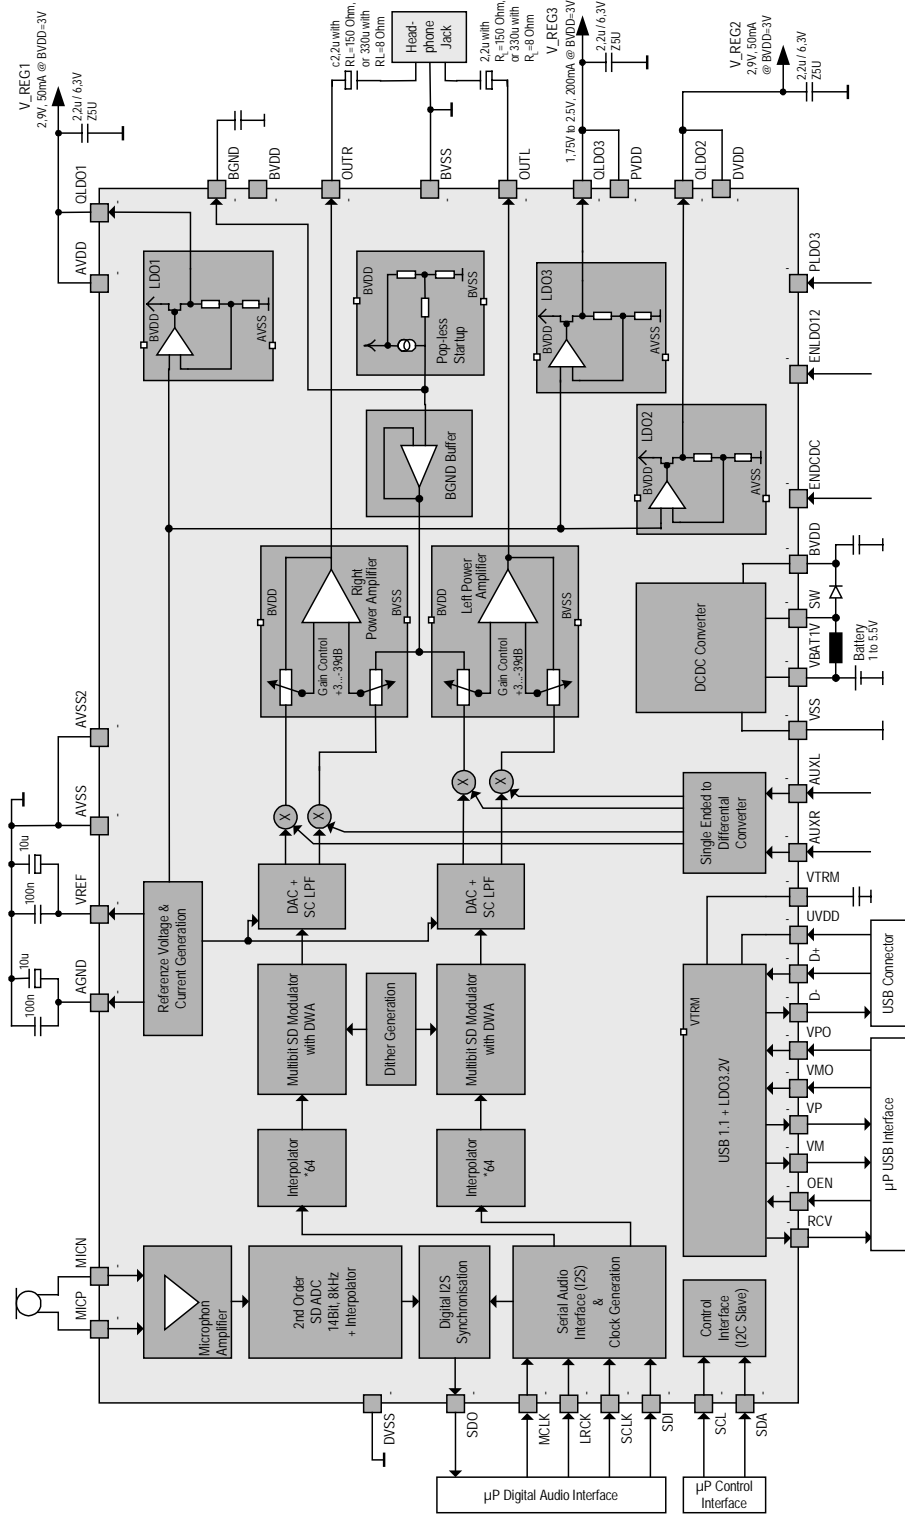 V_REG1
2,9V, 50mA @ BVDD=3V
2,2u / 6,3V
Z5U
c2,2u with
RL=150 Ohm,
or 330u with
RL=8 Ohm
Head-
phone
Jack
2,2u with
RL=150 Ohm,
or 330u with
RL=8 Ohm
V_REG3
1,75V to 2.5V, 200mA @ BVDD=3V
2,2u / 6,3V
Z5U
V_REG2
2,9V, 50mA
@ BVDD=3V
2,2u / 6,3V
Z5U
AVDD
QLDO1
BGND
BVDD
OUTR
BVSS
OUTL
QLDO3
PVDD
QLDO2
DVDD
BVDD
LDO1
AVSS
BVDD
BVSS
Pop-less
Startup
BVDD
LDO3
AVSS
BVDD
LDO2
AVSS
BGND Buffer
PLDO3
ENLDO12
ENDCDC
BVDD
SW
VBAT1V
VSS
Battery
1 to 5.5V
DCDC Converter
BVDD
Right
Power Amplifier
Gain Control
+3...-39dB
BVSS
BVDD
Left Power
Amplifier
Gain Control
+3...-39dB
BVSS
AVSS2
AVSS
VREF
AGND
10u
100n
10u
100n
X
X
X
X
Referenze Voltage &
Current Generation
DAC +
SC LPF
DAC +
SC LPF
Single Ended to
Differential
Converter
AUXL
AUXR
VTRM
UVDD
D+
D-
VPO
VMO
VP
VM
OEN
RCV
USB Connector
µP USB Interface
VTRM
USB 1.1 + LDO3.2V
Multibit SD Modulator
with DWA
Dither Generation
Multibit SD Modulator
with DWA
Interpolator
*64
Interpolator
*64
MICN
MICP
Microphon
Amplifier
2nd Order
SD ADC
14Bit, 8kHz
+ Interpolator
Digital I2S
Synchronisation
Serial Audio
Interface (I2S)
&
Clock Generation
Control
Interface
(I2C Slave)
DVSS
SDO
MCLK
LRCK
SCLK
SDI
SCL
SDA
µP Digital Audio Interface
µP Control
Interface